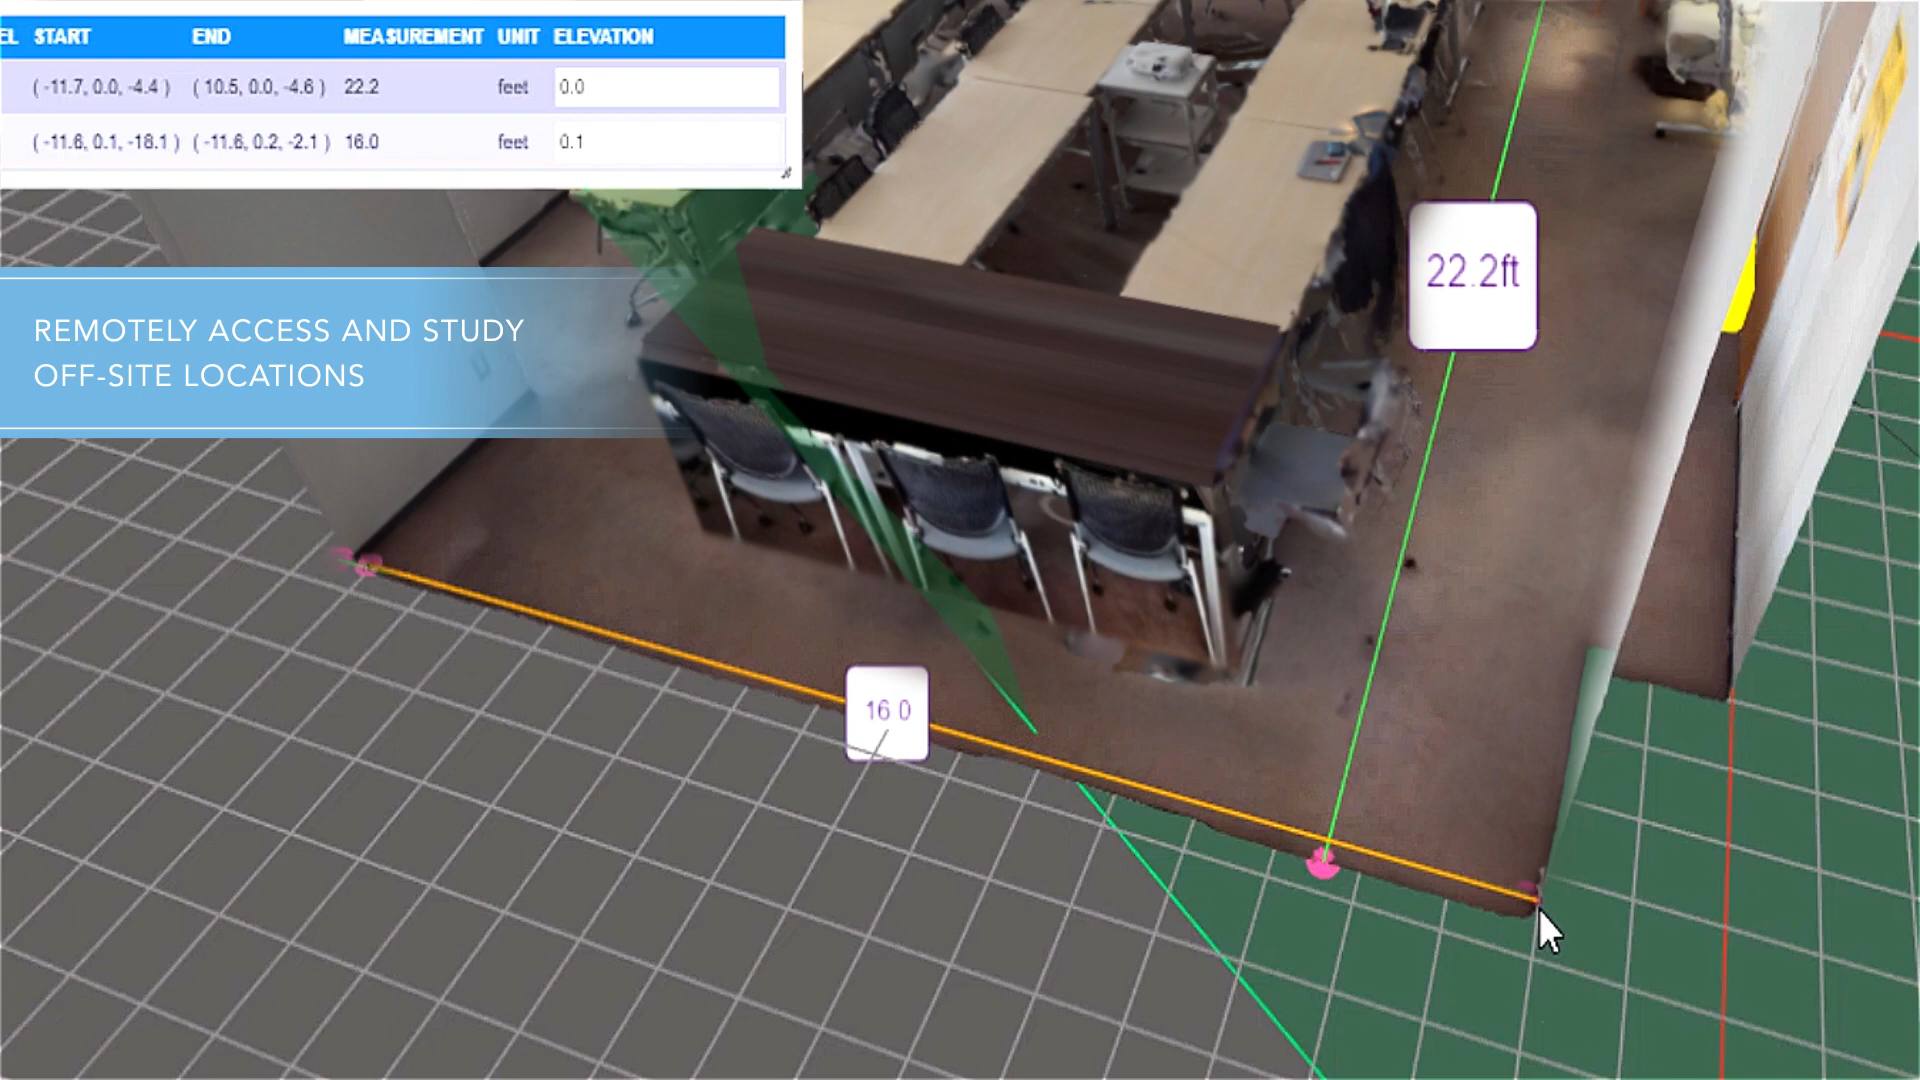 EL START END MEASUREMENT UNIT ELEVATION
( -11.7, 0.0, -4.4 ) ( 10.5, 0.0, -4.6 ) 22.2 feet 0.0
( -11.6, 0.1, -18.1 ) ( -11.6, 0.2, -2.1 ) 16.0 feet 0.1
22.2ft
REMOTELY ACCESS AND STUDY
OFF-SITE LOCATIONS
16 0